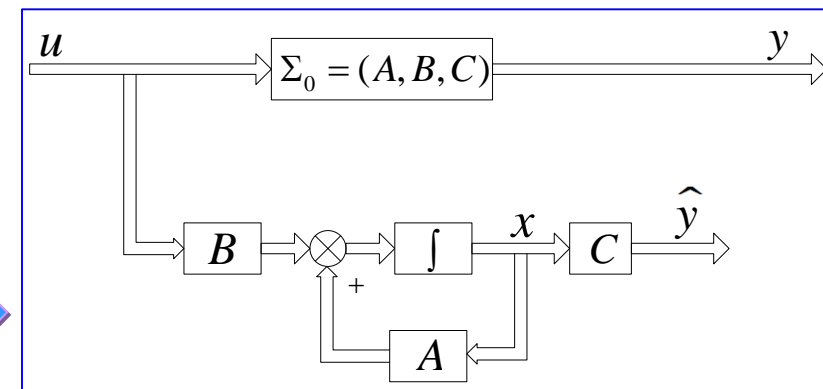 u
Σ₀ = (A, B, C)
y
B
∫
x
C
ŷ
+
A